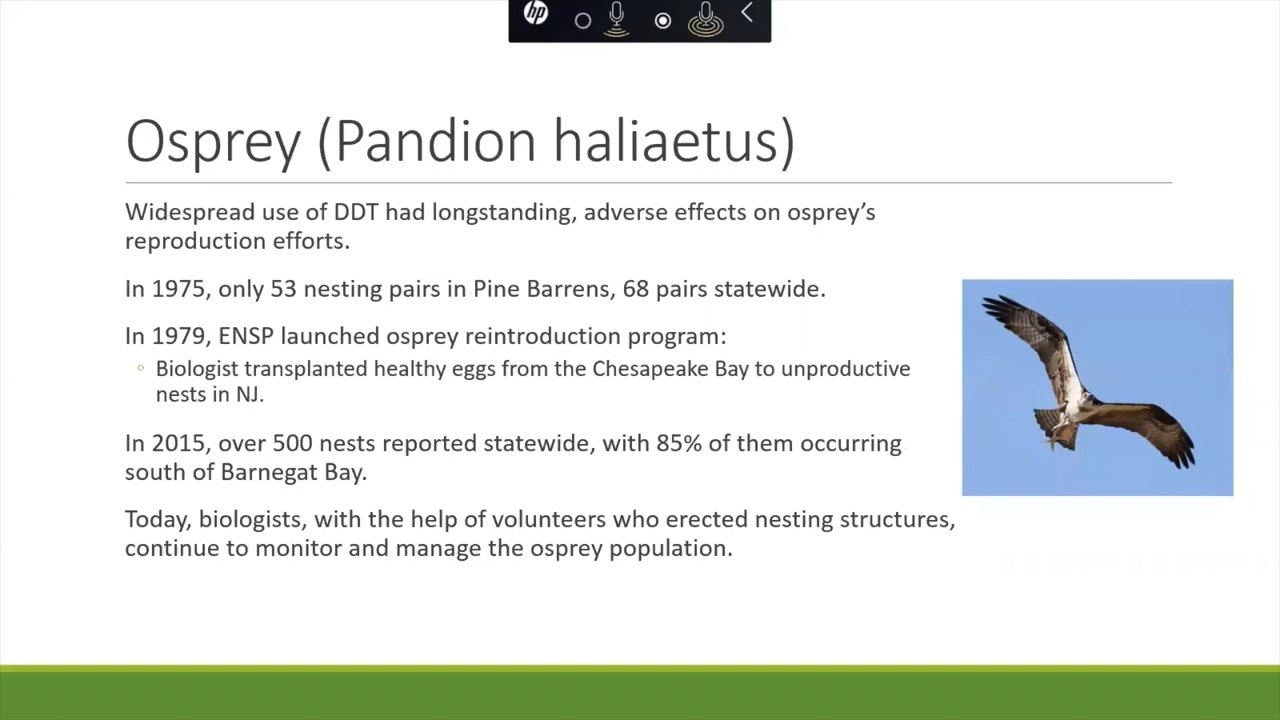 hp
Osprey (Pandion haliaetus)
Widespread use of DDT had longstanding, adverse effects on osprey’s
reproduction efforts.
In 1975, only 53 nesting pairs in Pine Barrens, 68 pairs statewide.
In 1979, ENSP launched osprey reintroduction program:
Biologist transplanted healthy eggs from the Chesapeake Bay to unproductive
nests in NJ.
In 2015, over 500 nests reported statewide, with 85% of them occurring
south of Barnegat Bay.
Today, biologists, with the help of volunteers who erected nesting structures,
continue to monitor and manage the osprey population.